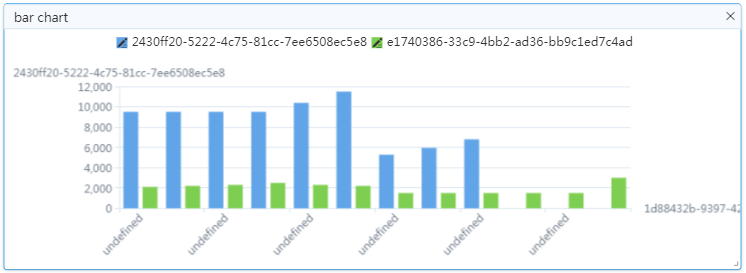 bar chart
2430ff20-5222-4c75-81cc-7ee6508ec5e8 e1740386-33c9-4bb2-ad36-bb9c1ed7c4ad
2430ff20-5222-4c75-81cc-7ee6508ec5e8
12,000
10,000
8,000
6,000
4,000
2,000
0
1d88432b-9397-42
undefined
undefined
undefined
undefined
undefined
undefined